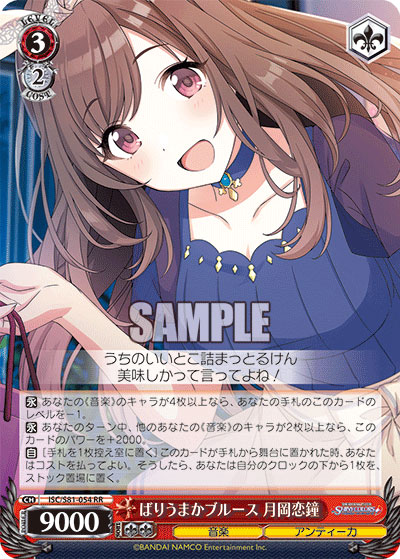 LEVEL
3
2
COST
SAMPLE
うちのいいとこ詰まっとるけん
美味しかって言ってよね！
永 あなたの《音楽》のキャラが4枚以上なら、あなたの手札のこのカードの
レベルを－1。
永 あなたのターン中、他のあなたの《音楽》のキャラが2枚以上なら、この
カードのパワーを＋2000。
自 ［手札を1枚控え室に置く］ このカードが手札から舞台に置かれた時、あな
たはコストを払ってよい。そうしたら、あなたは自分のクロックの下から1枚を、
ストック置場に置く。
CH ISC/S81-054 RR
POWER
9000
ばりうまかブルース 月岡恋鐘
音楽
アンティーカ
©BANDAI NAMCO Entertainment Inc.